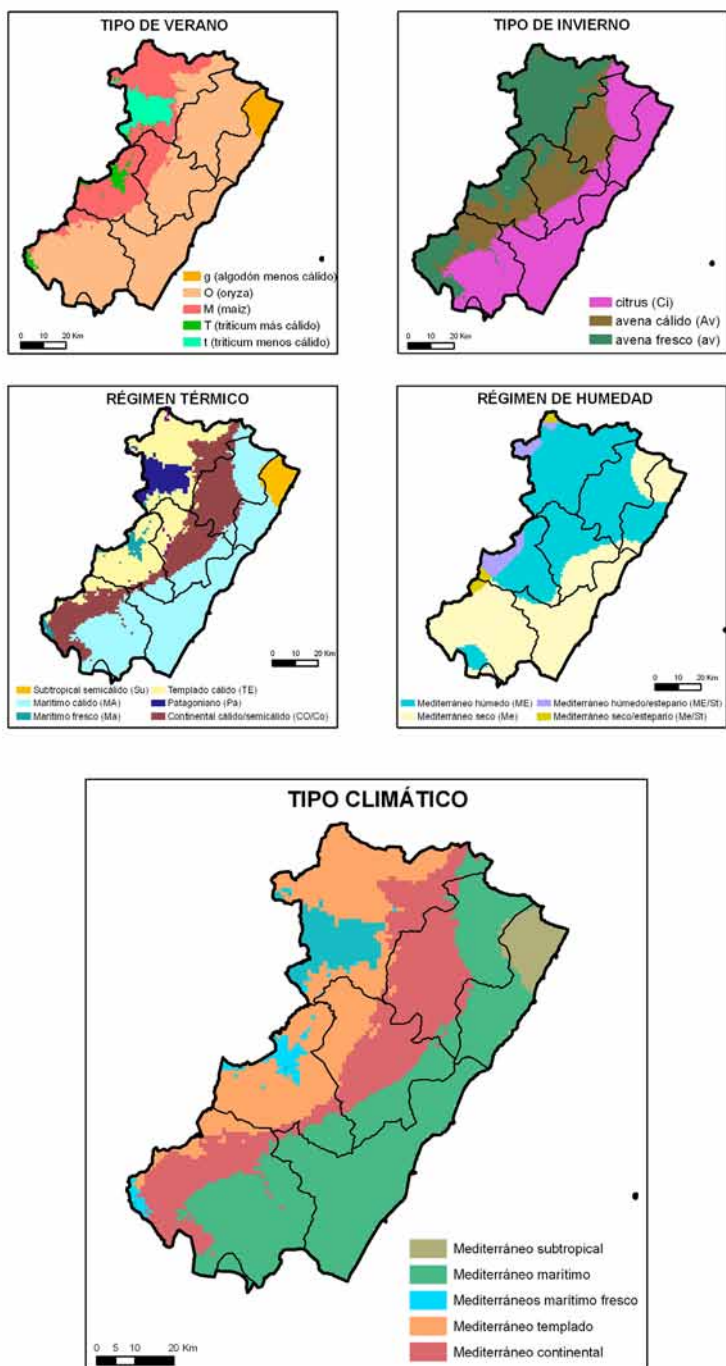 TIPO DE VERANO
g (algodón menos cálido)
O (oryza)
M (maiz)
T (triticum más cálido)
t (triticum menos cálido)
0 10 20 Km
TIPO DE INVIERNO
citrus (Ci)
avena cálido (Av)
avena fresco (av)
0 10 20 Km
RÉGIMEN TÉRMICO
0 10 20 Km
Subtropical semicálido (Su)
Templado cálido (TE)
Marítimo cálido (MA)
Patagoniano (Pa)
Marítimo fresco (Ma)
Continental cálido/semicálido (CO/Co)
RÉGIMEN DE HUMEDAD
0 10 20 Km
Mediterráneo húmedo (ME)
Mediterráneo húmedo/estepario (ME/St)
Mediterráneo seco (Me)
Mediterráneo seco/estepario (Me/St)
TIPO CLIMÁTICO
Mediterráneo subtropical
Mediterráneo marítimo
Mediterráneos marítimo fresco
Mediterráneo templado
Mediterráneo continental
0 5 10 20 Km